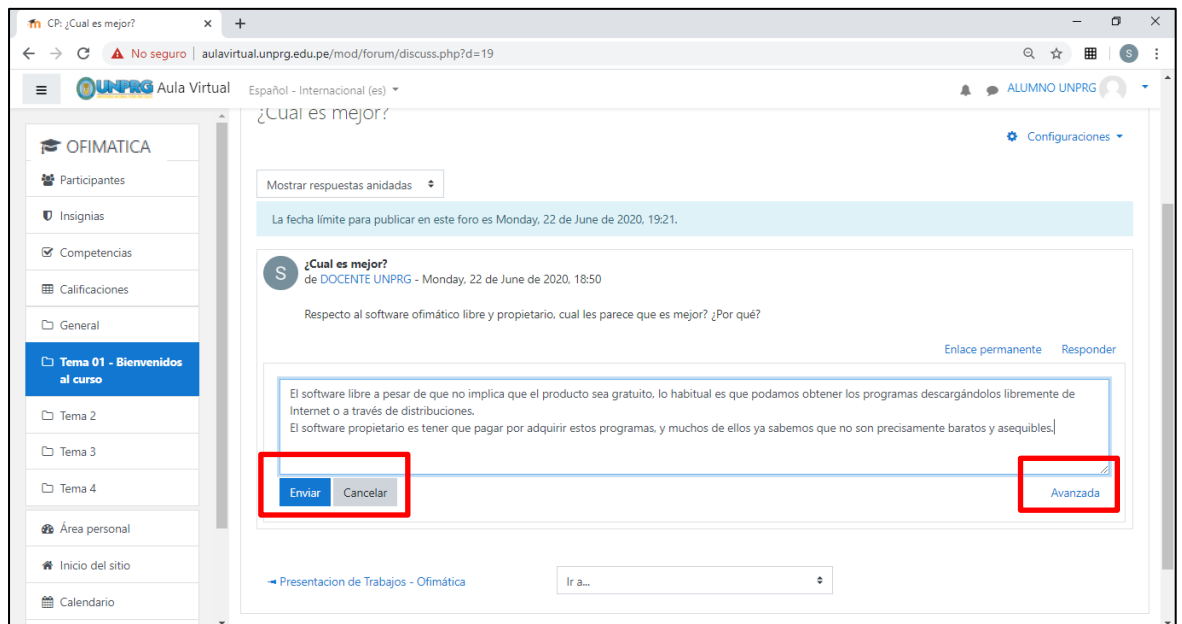 CP: ¿Cual es mejor?
No seguro
aulavirtual.unprg.edu.pe/mod/forum/discuss.php?d=19
S
UNPRG Aula Virtual
Español - Internacional (es)
ALUMNO UNPRG
¿Cual es mejor?
Configuraciones
OFIMATICA
Participantes
Insignias
Competencias
Calificaciones
General
Tema 01 - Bienvenidos
al curso
Tema 2
Tema 3
Tema 4
Área personal
Inicio del sitio
Calendario
Mostrar respuestas anidadas
La fecha límite para publicar en este foro es Monday, 22 de June de 2020, 19:21.
S
¿Cual es mejor?
de DOCENTE UNPRG - Monday, 22 de June de 2020, 18:50
Respecto al software ofimático libre y propietario, cual les parece que es mejor? ¿Por qué?
Enlace permanente Responder
El software libre a pesar de que no implica que el producto sea gratuito, lo habitual es que podamos obtener los programas descargándolos libremente de
Internet o a través de distribuciones.
El software propietario es tener que pagar por adquirir estos programas, y muchos de ellos ya sabemos que no son precisamente baratos y asequibles.
Enviar Cancelar
Avanzada
Presentacion de Trabajos - Ofimática
Ir a...